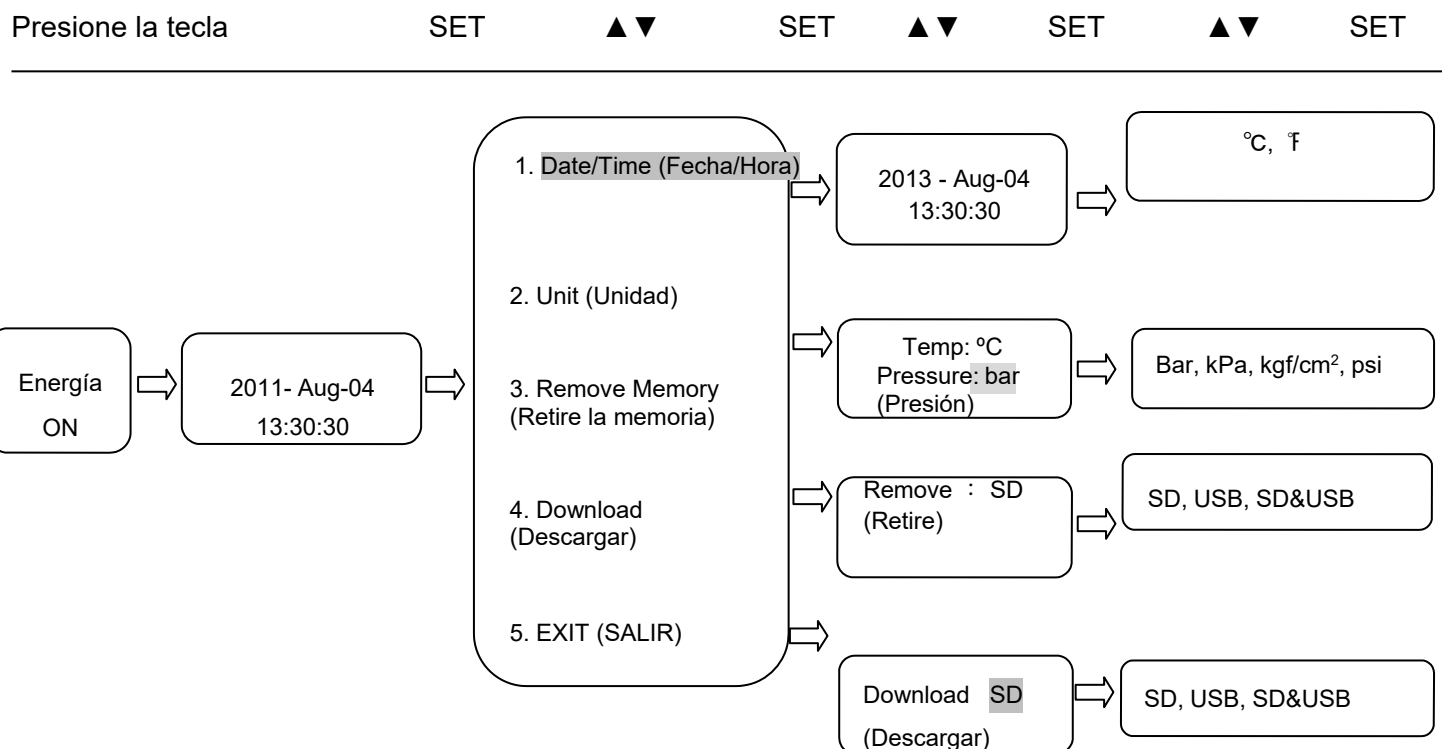 Presione la tecla SET ▲▼ SET ▲▼ SET ▲▼ SET
Energía
ON
2011- Aug-04
13:30:30
1. Date/Time (Fecha/Hora)
2. Unit (Unidad)
3. Remove Memory
(Retire la memoria)
4. Download
(Descargar)
5. EXIT (SALIR)
2013 - Aug-04
13:30:30
℃, ℉
Temp: ºC
Pressure: bar
(Presión)
Bar, kPa, kgf/cm², psi
Remove : SD
(Retire)
SD, USB, SD&USB
Download SD
(Descargar)
SD, USB, SD&USB